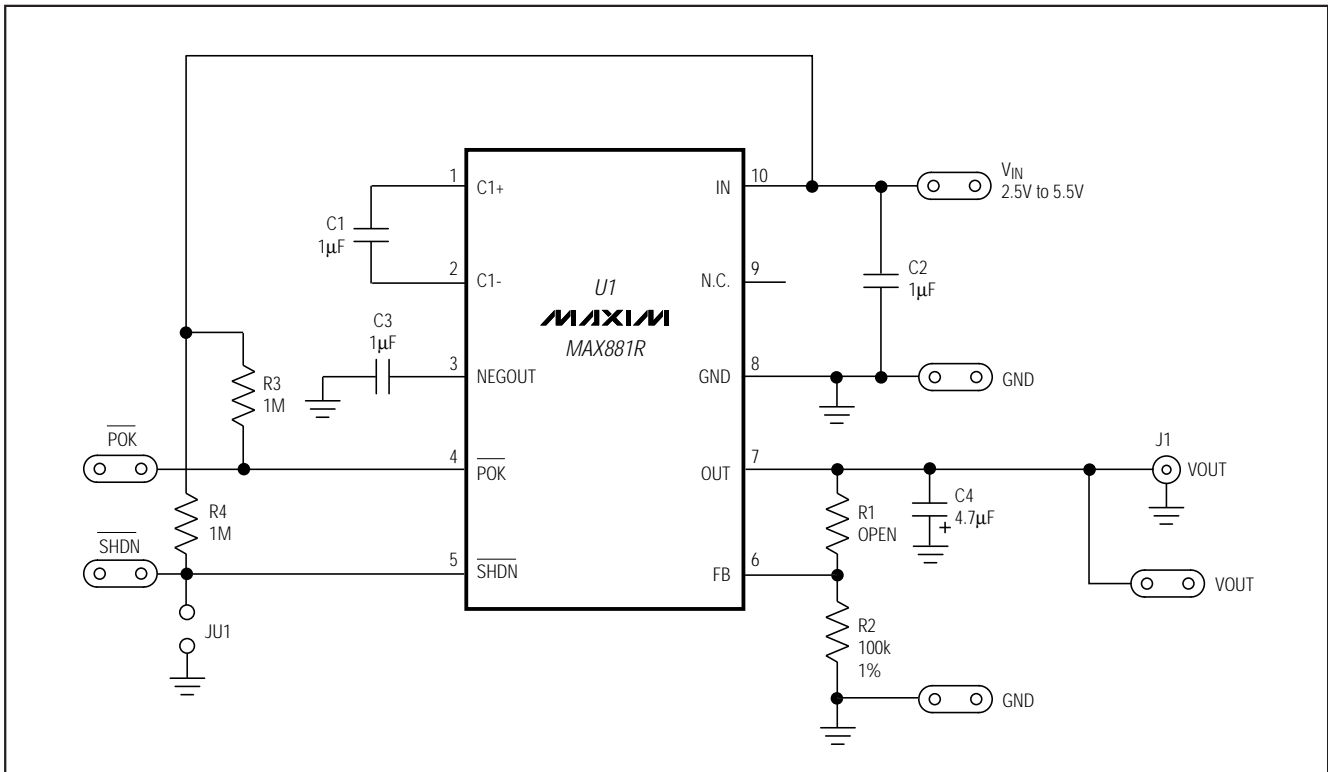 1
C1+
C1
1µF
2
C1-
C3
1µF
3
NEGOUT
R3
1M
POK
4
POK
R4
1M
SHDN
5
SHDN
JU1
U1
MAXIM
MAX881R
IN
10
VIN
2.5V to 5.5V
N.C.
9
C2
1µF
GND
8
GND
OUT
7
J1
VOUT
R1
OPEN
C4
4.7µF
+
FB
6
VOUT
R2
100k
1%
GND